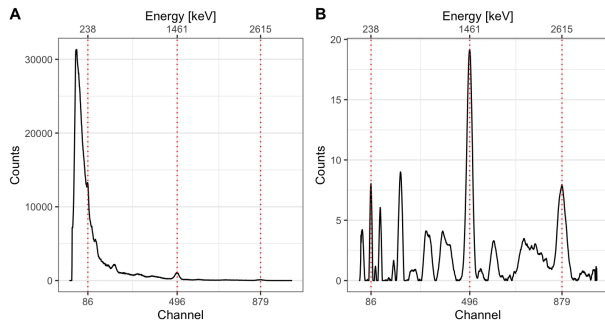 A
Energy [keV]
238 1461 2615
30000
20000
10000
0
Counts
86 496 879
Channel
B
Energy [keV]
238 1461 2615
20
15
10
5
0
Counts
86 496 879
Channel